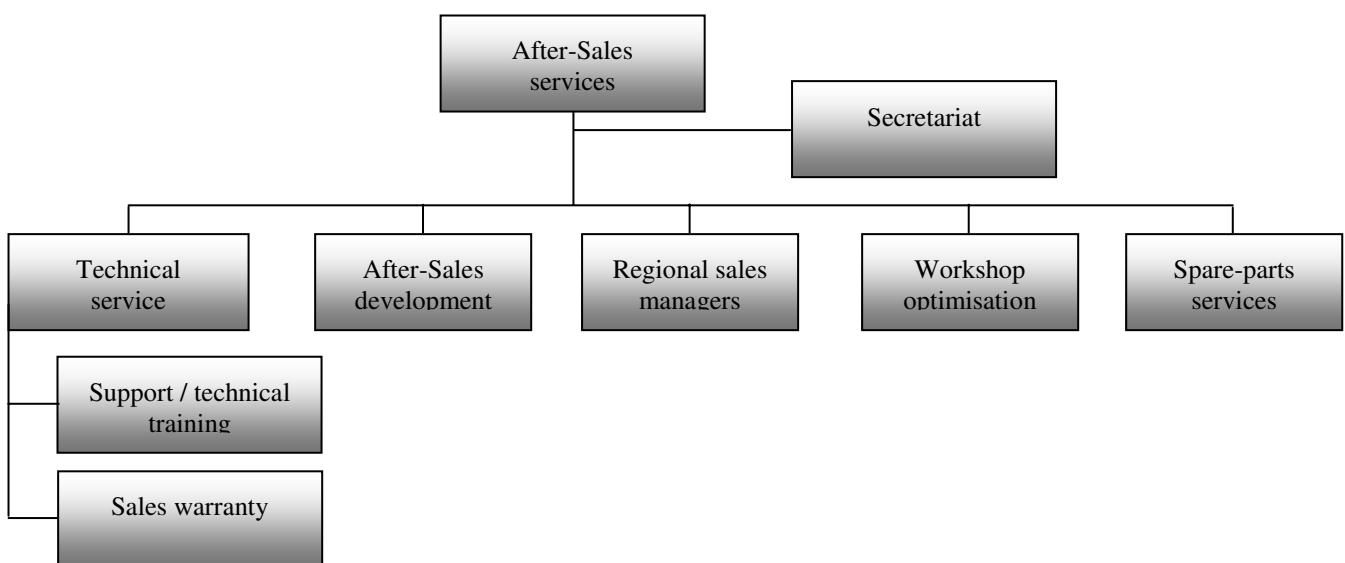 After-Sales
services
Secretariat
Technical
service
After-Sales
development
Regional sales
managers
Workshop
optimisation
Spare-parts
services
Support / technical
training
Sales warranty